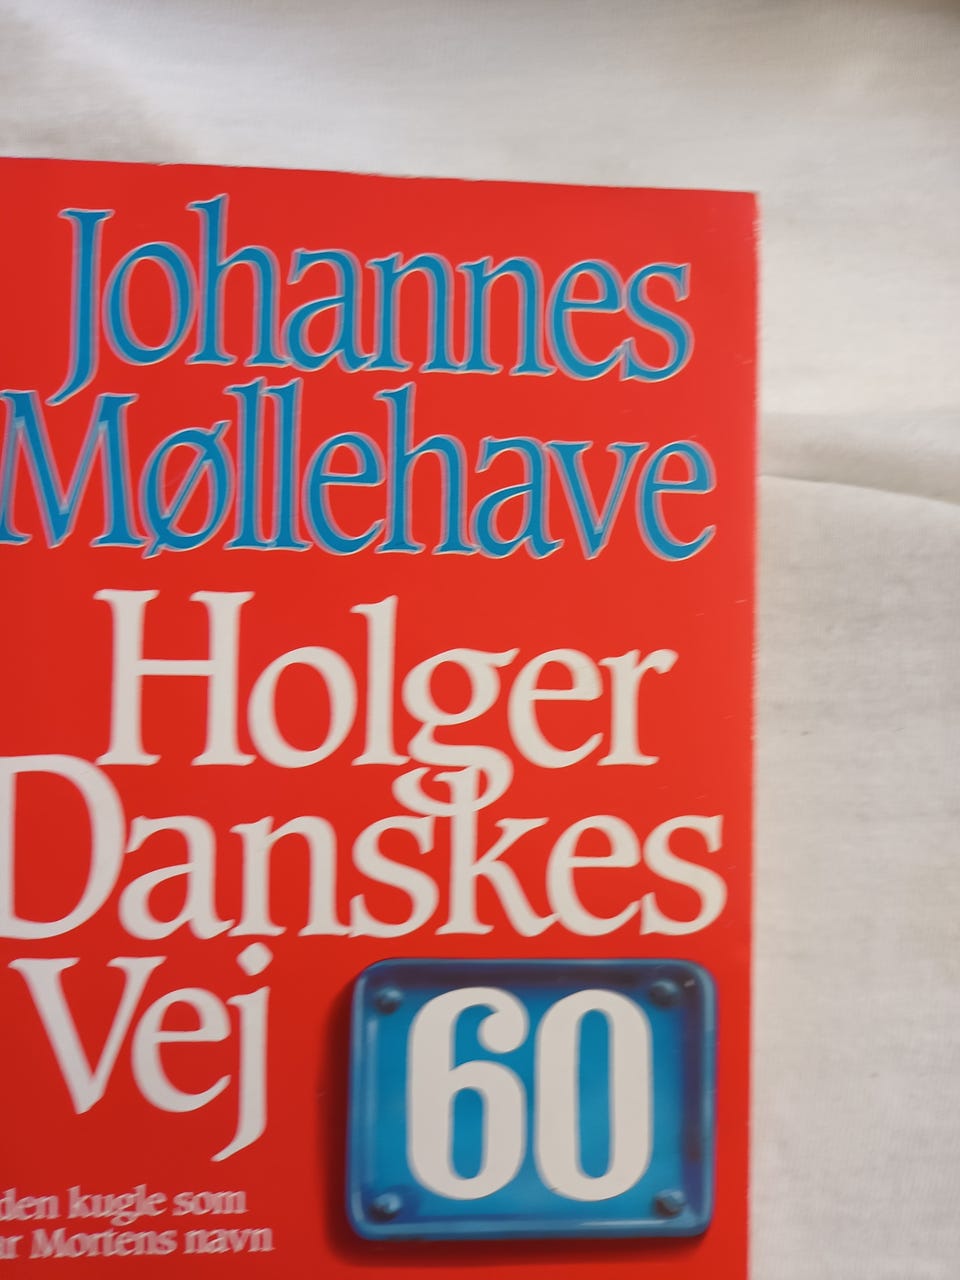 Johannes
Møllehave
Holger
Danskes
Vej 60
den kugle som
Mortens navn